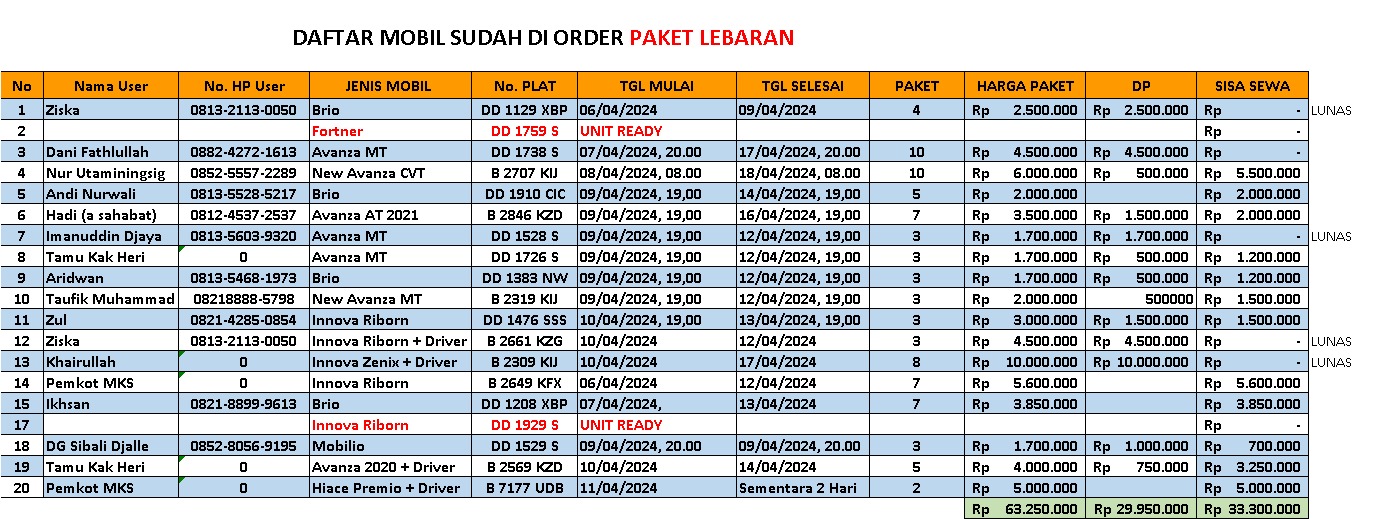 DAFTAR MOBIL SUDAH DI ORDER PAKET LEBARAN
No Nama User No. HP User JENIS MOBIL No. PLAT TGL MULAI TGL SELESAI PAKET HARGA PAKET DP SISA SEWA
1 Ziska 0813-2113-0050 Brio DD 1129 XBP 06/04/2024 09/04/2024 4 Rp 2.500.000 Rp 2.500.000 Rp - LUNAS
2 Fortner DD 1759 S UNIT READY Rp -
3 Dani Fathlullah 0882-4272-1613 Avanza MT DD 1738 S 07/04/2024, 20.00 17/04/2024, 20.00 10 Rp 4.500.000 Rp 4.500.000 Rp -
4 Nur Utaminingsig 0852-5557-2289 New Avanza CVT B 2707 KIJ 08/04/2024, 08.00 18/04/2024, 08.00 10 Rp 6.000.000 Rp 500.000 Rp 5.500.000
5 Andi Nurwali 0813-5528-5217 Brio DD 1910 CIC 09/04/2024, 19,00 14/04/2024, 19,00 5 Rp 2.000.000 Rp 2.000.000
6 Hadi (a sahabat) 0812-4537-2537 Avanza AT 2021 B 2846 KZD 09/04/2024, 19,00 16/04/2024, 19,00 7 Rp 3.500.000 Rp 1.500.000 Rp 2.000.000
7 Imanuddin Djaya 0813-5603-9320 Avanza MT DD 1528 S 09/04/2024, 19,00 12/04/2024, 19,00 3 Rp 1.700.000 Rp 1.700.000 Rp - LUNAS
8 Tamu Kak Heri 0 Avanza MT DD 1726 S 09/04/2024, 19,00 12/04/2024, 19,00 3 Rp 1.700.000 Rp 500.000 Rp 1.200.000
9 Aridwan 0813-5468-1973 Brio DD 1383 NW 09/04/2024, 19,00 12/04/2024, 19,00 3 Rp 1.700.000 Rp 500.000 Rp 1.200.000
10 Taufik Muhammad 08218888-5798 New Avanza MT B 2319 KIJ 09/04/2024, 19,00 12/04/2024, 19,00 3 Rp 2.000.000 500000 Rp 1.500.000
11 Zul 0821-4285-0854 Innova Riborn DD 1476 SSS 10/04/2024, 19,00 13/04/2024, 19,00 3 Rp 3.000.000 Rp 1.500.000 Rp 1.500.000
12 Ziska 0813-2113-0050 Innova Riborn + Driver B 2661 KZG 10/04/2024 12/04/2024 3 Rp 4.500.000 Rp 4.500.000 Rp - LUNAS
13 Khairullah 0 Innova Zenix + Driver B 2309 KIJ 10/04/2024 17/04/2024 8 Rp 10.000.000 Rp 10.000.000 Rp - LUNAS
14 Pemkot MKS 0 Innova Riborn B 2649 KFX 06/04/2024 12/04/2024 7 Rp 5.600.000 Rp 5.600.000
15 Ikhsan 0821-8899-9613 Brio DD 1208 XBP 07/04/2024, 13/04/2024 7 Rp 3.850.000 Rp 3.850.000
17 Innova Riborn DD 1929 S UNIT READY Rp -
18 DG Sibali Djalle 0852-8056-9195 Mobilio DD 1529 S 09/04/2024, 20.00 09/04/2024, 20.00 3 Rp 1.700.000 Rp 1.000.000 Rp 700.000
19 Tamu Kak Heri 0 Avanza 2020 + Driver B 2569 KZD 10/04/2024 14/04/2024 5 Rp 4.000.000 Rp 750.000 Rp 3.250.000
20 Pemkot MKS 0 Hiace Premio + Driver B 7177 UDB 11/04/2024 Sementara 2 Hari 2 Rp 5.000.000 Rp 5.000.000
Rp 63.250.000 Rp 29.950.000 Rp 33.300.000